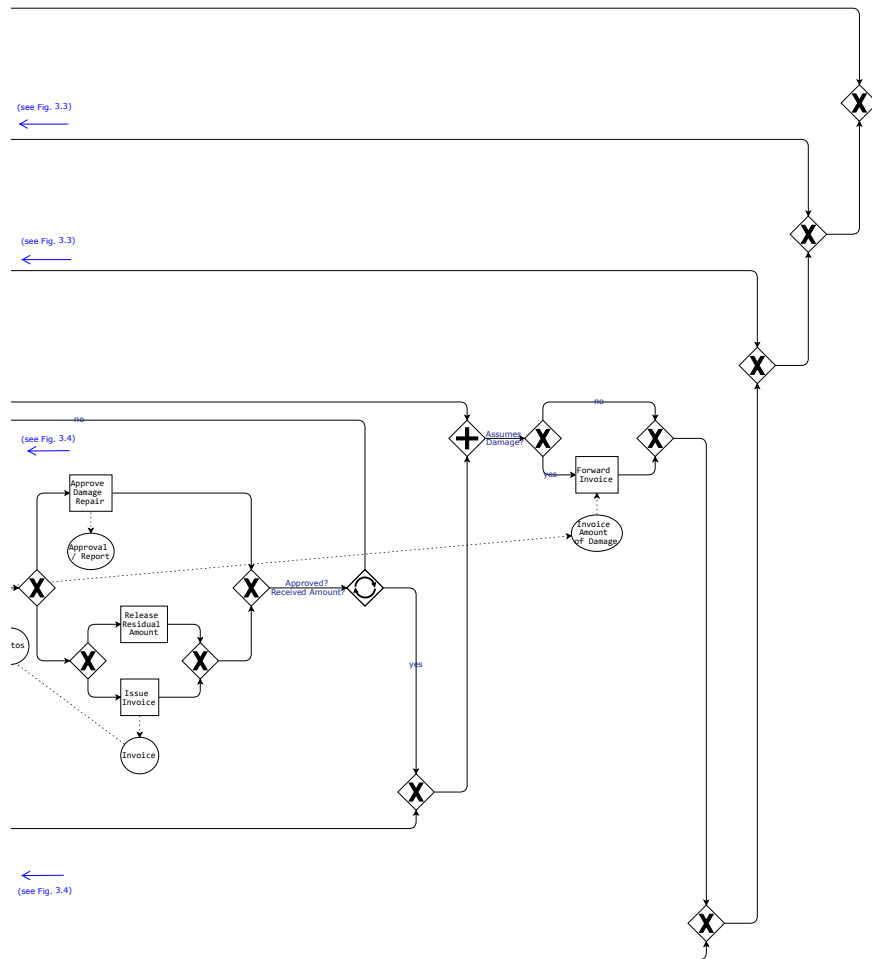 (see Fig. 3.3)
(see Fig. 3.3)
no
no
(see Fig. 3.4)
Assumes
Damage?
yes
Forward
Invoice
Approve
Damage
Repair
Invoice
Amount
of Damage
Approval
/ Report
Approved?
Received Amount?
Release
Residual
Amount
tos
yes
Issue
Invoice
Invoice
(see Fig. 3.4)